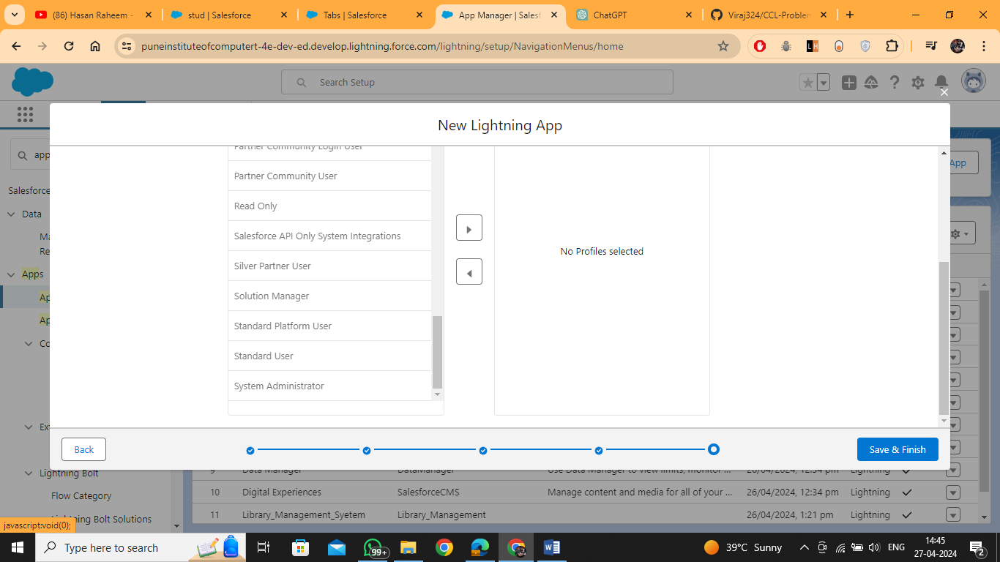 (86) Hasan Raheem -
stud | Salesforce
Tabs | Salesforce
App Manager | Salesf
ChatGPT
Viraj324/CCL-Problem
puneinstituteofcomputert-4e-dev-ed.develop.lightning.force.com/lightning/setup/NavigationMenus/home
Search Setup
New Lightning App
app
App
Salesforce
Data
Ma
Re
Apps
Ap
Ap
Co
Ex
Lightning Bolt
Flow Category
Lightning Bolt Solutions
Partner Community Login User
Partner Community User
Read Only
Salesforce API Only System Integrations
Silver Partner User
Solution Manager
Standard Platform User
Standard User
System Administrator
No Profiles selected
Back
Save & Finish
9 Data Manager DataManager Use Data Manager to view limits, monitor ... 26/04/2024, 12:34 pm Lightning
10 Digital Experiences SalesforceCMS Manage content and media for all of your ... 26/04/2024, 12:34 pm Lightning
11 Library_Management_Syetem Library_Management 26/04/2024, 1:21 pm Lightning
javascript:void(0);
Type here to search
99+
39°C Sunny
ENG
14:45
27-04-2024
2